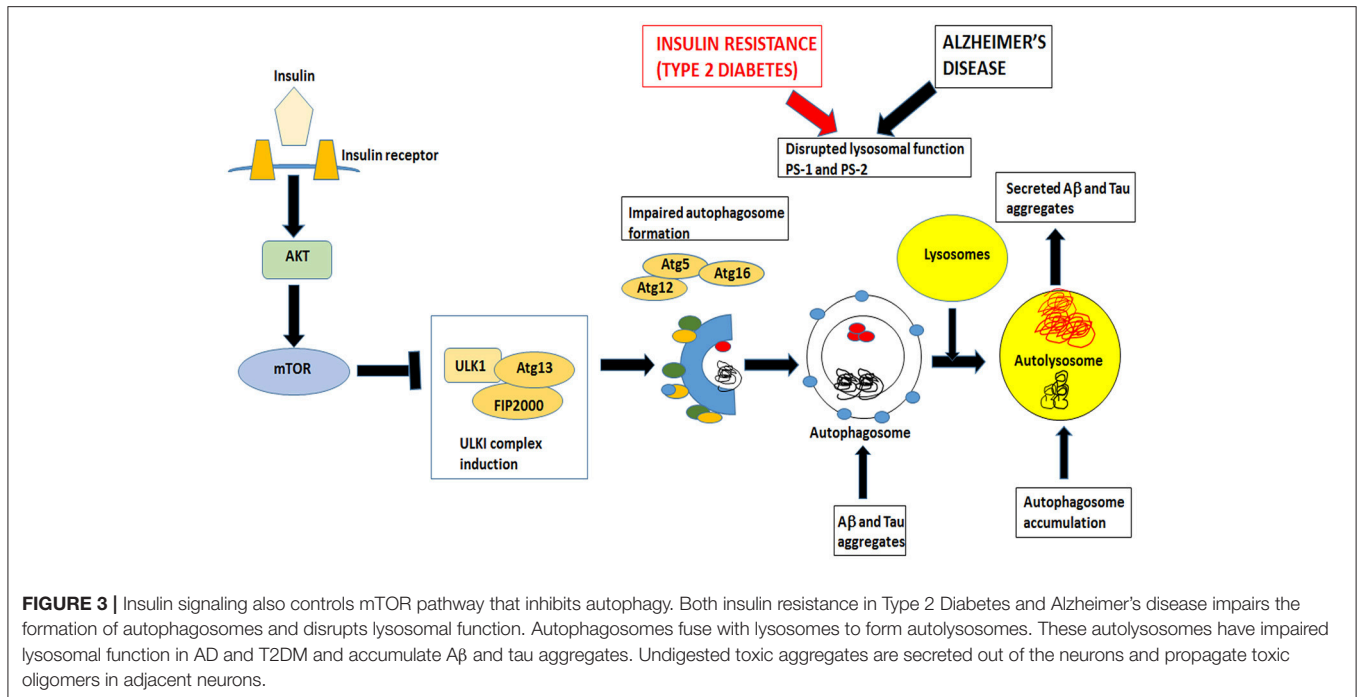 INSULIN RESISTANCE
(TYPE 2 DIABETES)
ALZHEIMER'S
DISEASE
Insulin
Insulin receptor
Disrupted lysosomal function
PS-1 and PS-2
Impaired autophagosome
formation
Secreted Aβ and Tau
aggregates
AKT
Atg5
Atg16
Atg12
Lysosomes
mTOR
ULK1
Atg13
FIP2000
ULKI complex
induction
Autophagosome
Autolysosome
Aβ and Tau
aggregates
Autophagosome
accumulation
FIGURE 3 | Insulin signaling also controls mTOR pathway that inhibits autophagy. Both insulin resistance in Type 2 Diabetes and Alzheimer's disease impairs the
formation of autophagosomes and disrupts lysosomal function. Autophagosomes fuse with lysosomes to form autolysosomes. These autolysosomes have impaired
lysosomal function in AD and T2DM and accumulate Aβ and tau aggregates. Undigested toxic aggregates are secreted out of the neurons and propagate toxic
oligomers in adjacent neurons.